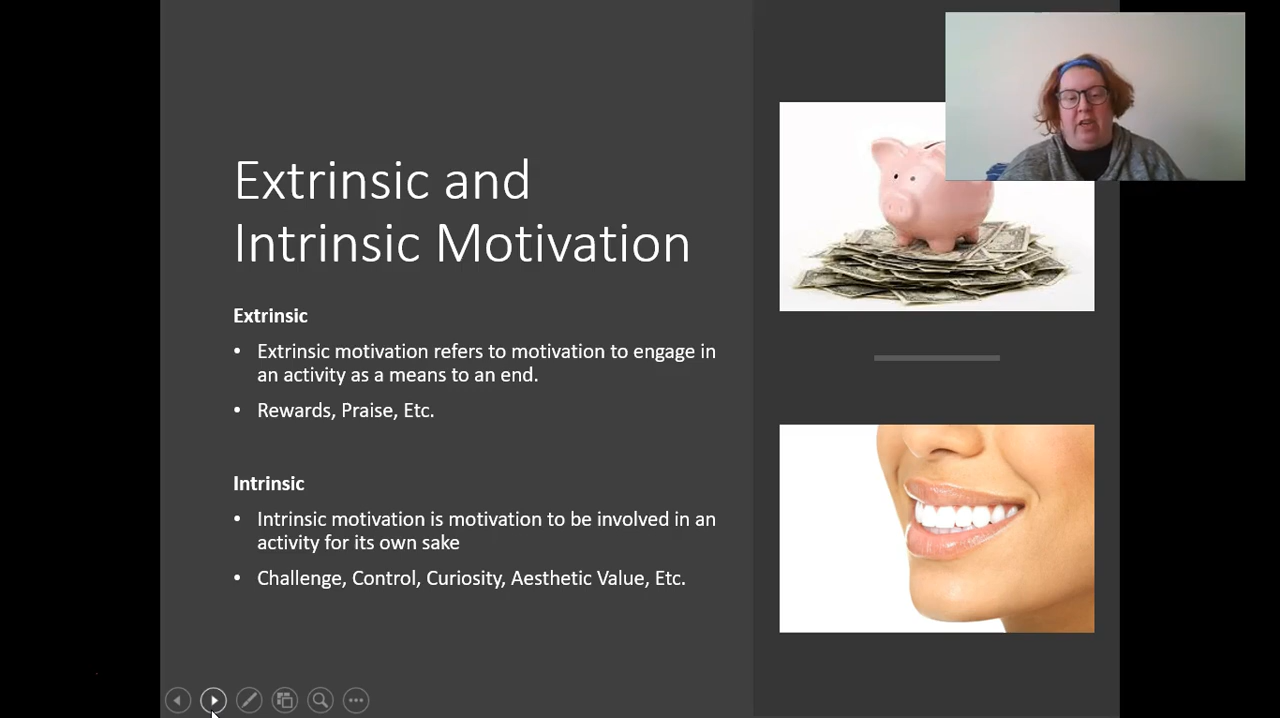 Extrinsic and
Intrinsic Motivation
Extrinsic
• Extrinsic motivation refers to motivation to engage in
an activity as a means to an end.
• Rewards, Praise, Etc.
Intrinsic
• Intrinsic motivation is motivation to be involved in an
activity for its own sake
• Challenge, Control, Curiosity, Aesthetic Value, Etc.